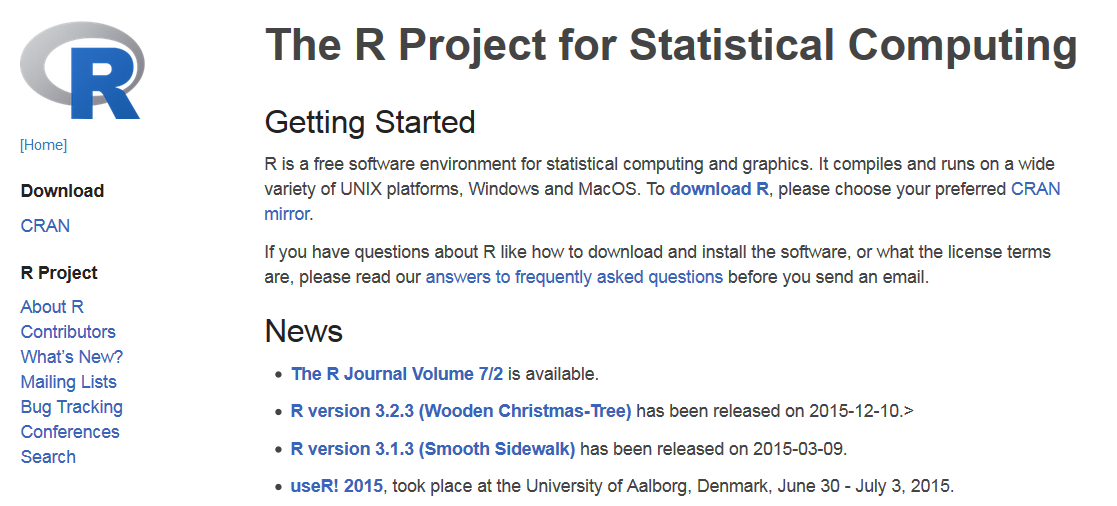 R
[Home]
Download
CRAN
R Project
About R
Contributors
What's New?
Mailing Lists
Bug Tracking
Conferences
Search
The R Project for Statistical Computing
Getting Started
R is a free software environment for statistical computing and graphics. It compiles and runs on a wide
variety of UNIX platforms, Windows and MacOS. To download R, please choose your preferred CRAN
mirror.
If you have questions about R like how to download and install the software, or what the license terms
are, please read our answers to frequently asked questions before you send an email.
News
• The R Journal Volume 7/2 is available.
• R version 3.2.3 (Wooden Christmas-Tree) has been released on 2015-12-10.>
• R version 3.1.3 (Smooth Sidewalk) has been released on 2015-03-09.
• useR! 2015, took place at the University of Aalborg, Denmark, June 30 - July 3, 2015.